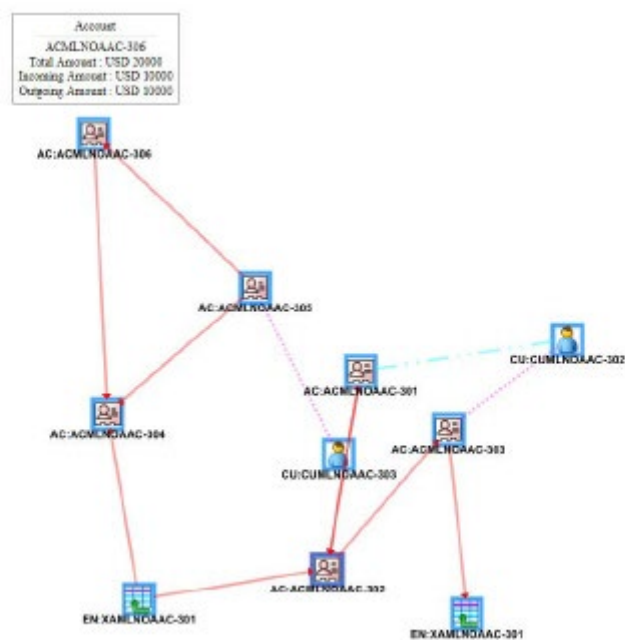 Account
ACMLNOAAC-306
Total Amount : USD 20000
Incoming Amount : USD 10000
Outgoing Amount : USD 10000
AC:ACMLNOAAC-306
AC:ACMLNOAAC-305
CU:CUMLNOAAC-302
AC:ACMLNOAAC-301
AC:ACMLNOAAC-304
AC:ACMLNOAAC-303
CU:CUMLNOAAC-303
AC:ACMLNOAAC-302
EN:XAMLNOAAC-301
EN:XAMLNOAAC-301